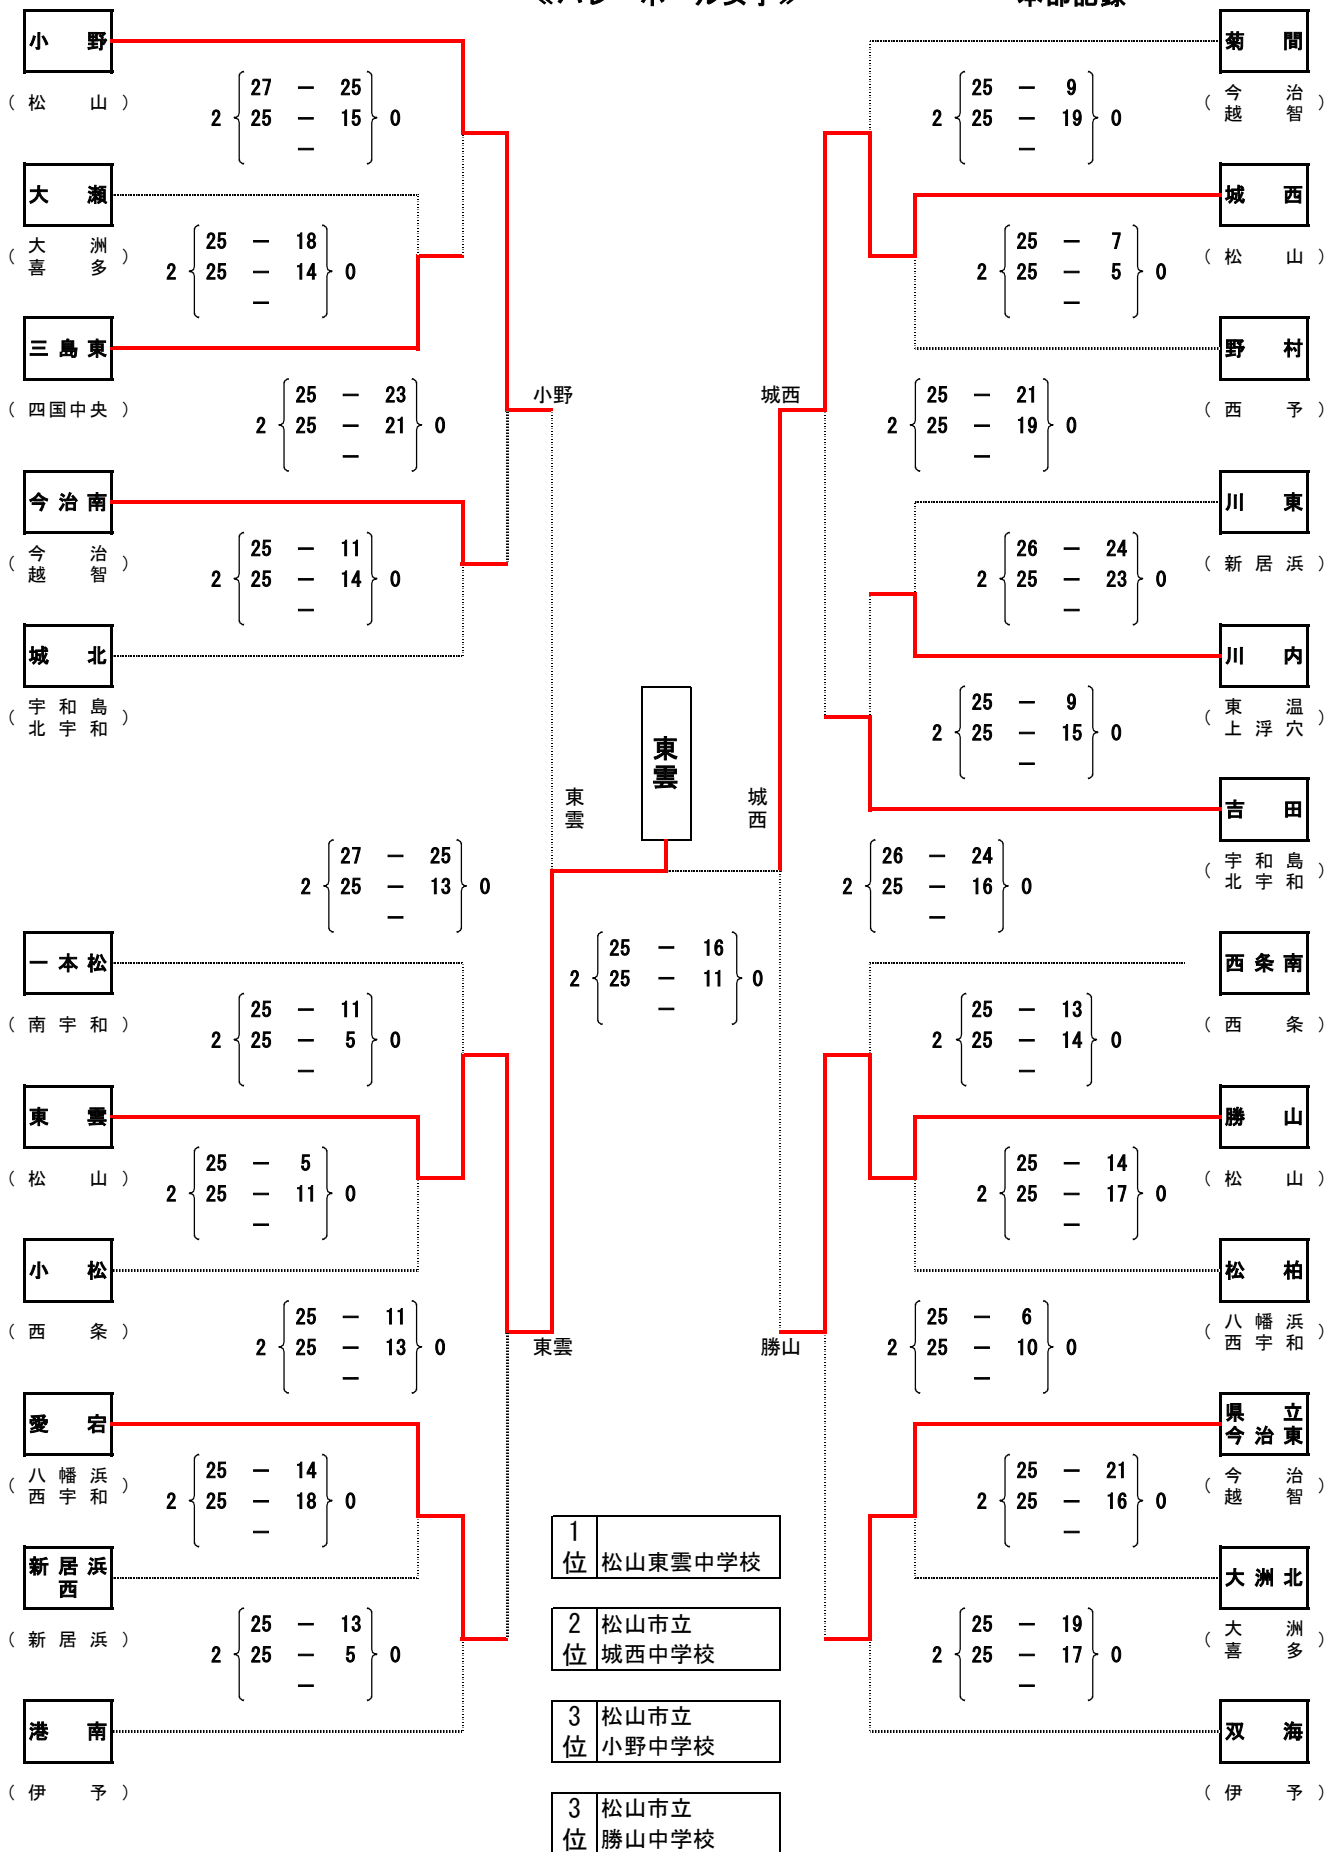 《バレーボール女子》
本部記録
小 野
( 松 山 )
27 － 25
2 25 － 15 0
－
大 瀬
( 大 洲
喜 多 )
25 － 18
2 25 － 14 0
－
三 島 東
( 四国中央 )
25 － 23
2 25 － 21 0
－
小野
今 治 南
( 今 治
越 智 )
25 － 11
2 25 － 14 0
－
城 北
( 宇 和 島
北 宇 和 )
27 － 25
2 25 － 13 0
－
一 本 松
( 南 宇 和 )
25 － 11
2 25 － 5 0
－
東 雲
( 松 山 )
25 － 5
2 25 － 11 0
－
小 松
( 西 条 )
25 － 11
2 25 － 13 0
－
東雲
愛 宕
( 八 幡 浜
西 宇 和 )
25 － 14
2 25 － 18 0
－
新 居 浜
西
( 新 居 浜 )
25 － 13
2 25 － 5 0
－
港 南
( 伊 予 )
東雲
東雲
城西
25 － 16
2 25 － 11 0
－
菊 間
( 今 治
越 智 )
25 － 9
2 25 － 19 0
－
城 西
( 松 山 )
25 － 7
2 25 － 5 0
－
野 村
( 西 予 )
城西
25 － 21
2 25 － 19 0
－
川 東
( 新 居 浜 )
26 － 24
2 25 － 23 0
－
川 内
( 東 温
上 浮 穴 )
25 － 9
2 25 － 15 0
－
吉 田
( 宇 和 島
北 宇 和 )
26 － 24
2 25 － 16 0
－
西 条 南
( 西 条 )
25 － 13
2 25 － 14 0
－
勝 山
( 松 山 )
25 － 14
2 25 － 17 0
－
松 柏
( 八 幡 浜
西 宇 和 )
勝山
25 － 6
2 25 － 10 0
－
県 立
今 治 東
( 今 治
越 智 )
25 － 21
2 25 － 16 0
－
大 洲 北
( 大 洲
喜 多 )
25 － 19
2 25 － 17 0
－
双 海
( 伊 予 )
1
位 松山東雲中学校
2 松山市立
位 城西中学校
3 松山市立
位 小野中学校
3 松山市立
位 勝山中学校